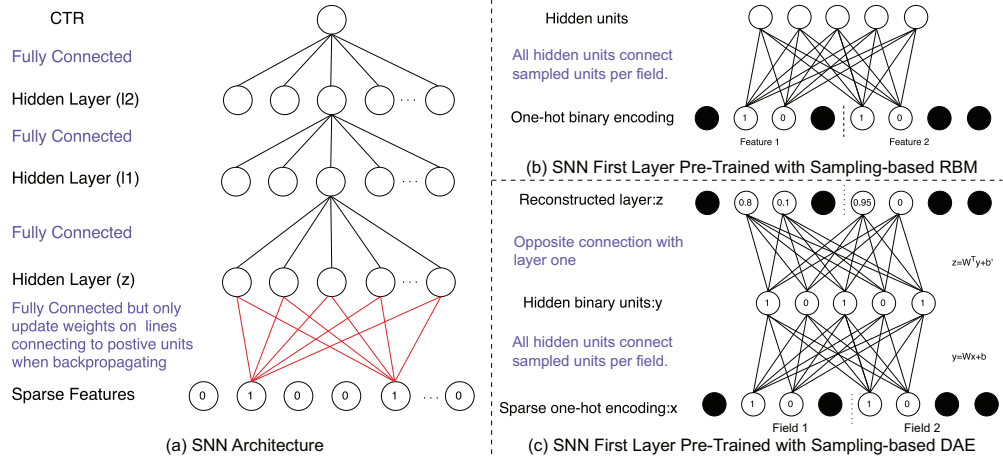 CTR
Fully Connected
Hidden Layer (l2)
. . .
Fully Connected
Hidden Layer (l1)
. . .
Fully Connected
Hidden Layer (z)
. . .
Fully Connected but only
update weights on lines
connecting to postive units
when backpropagating
Sparse Features
0 1 0 0 1 . . . 0
(a) SNN Architecture
Hidden units
All hidden units connect
sampled units per field.
One-hot binary encoding
1 0 1 0
Feature 1 Feature 2
(b) SNN First Layer Pre-Trained with Sampling-based RBM
Reconstructed layer:z
0.8 0.1 0.95 0
Opposite connection with
layer one
z=W^Ty+b'
Hidden binary units:y
1 0 1 0 1
All hidden units connect
sampled units per field.
y=Wx+b
Sparse one-hot encoding:x
1 0 1 0
Field 1 Field 2
(c) SNN First Layer Pre-Trained with Sampling-based DAE